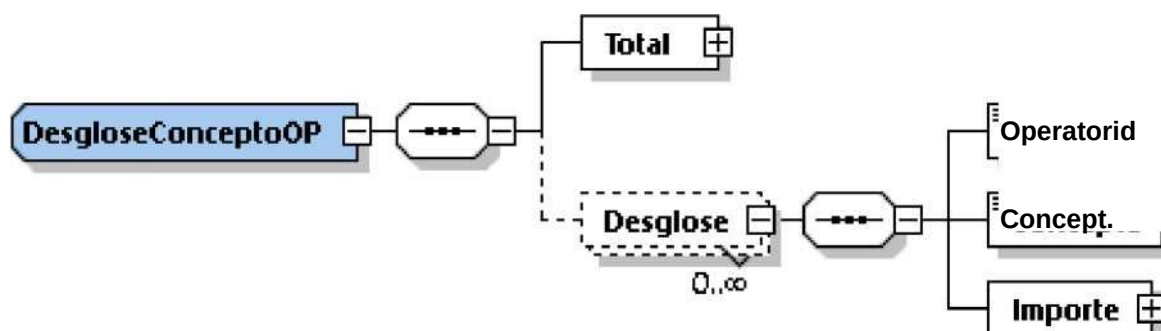 Total
DesgloseConceptoOP
Operatorid
Desglose
Concept.
0..∞
Importe